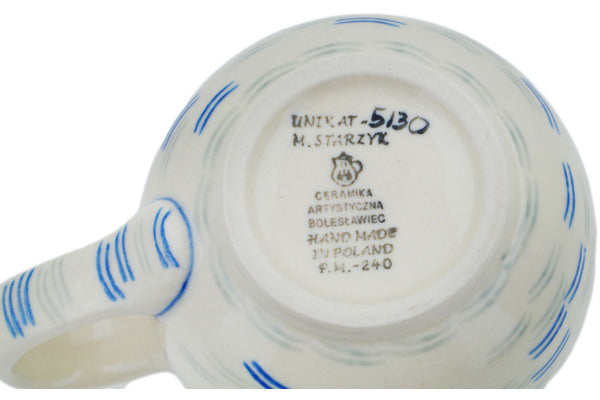 UNIKAT-5130
M. STARZYK
CERAMIKA
ARTYSTYCZNA
BOLESŁAWIEC
HAND MADE
IN POLAND
F.M.-240